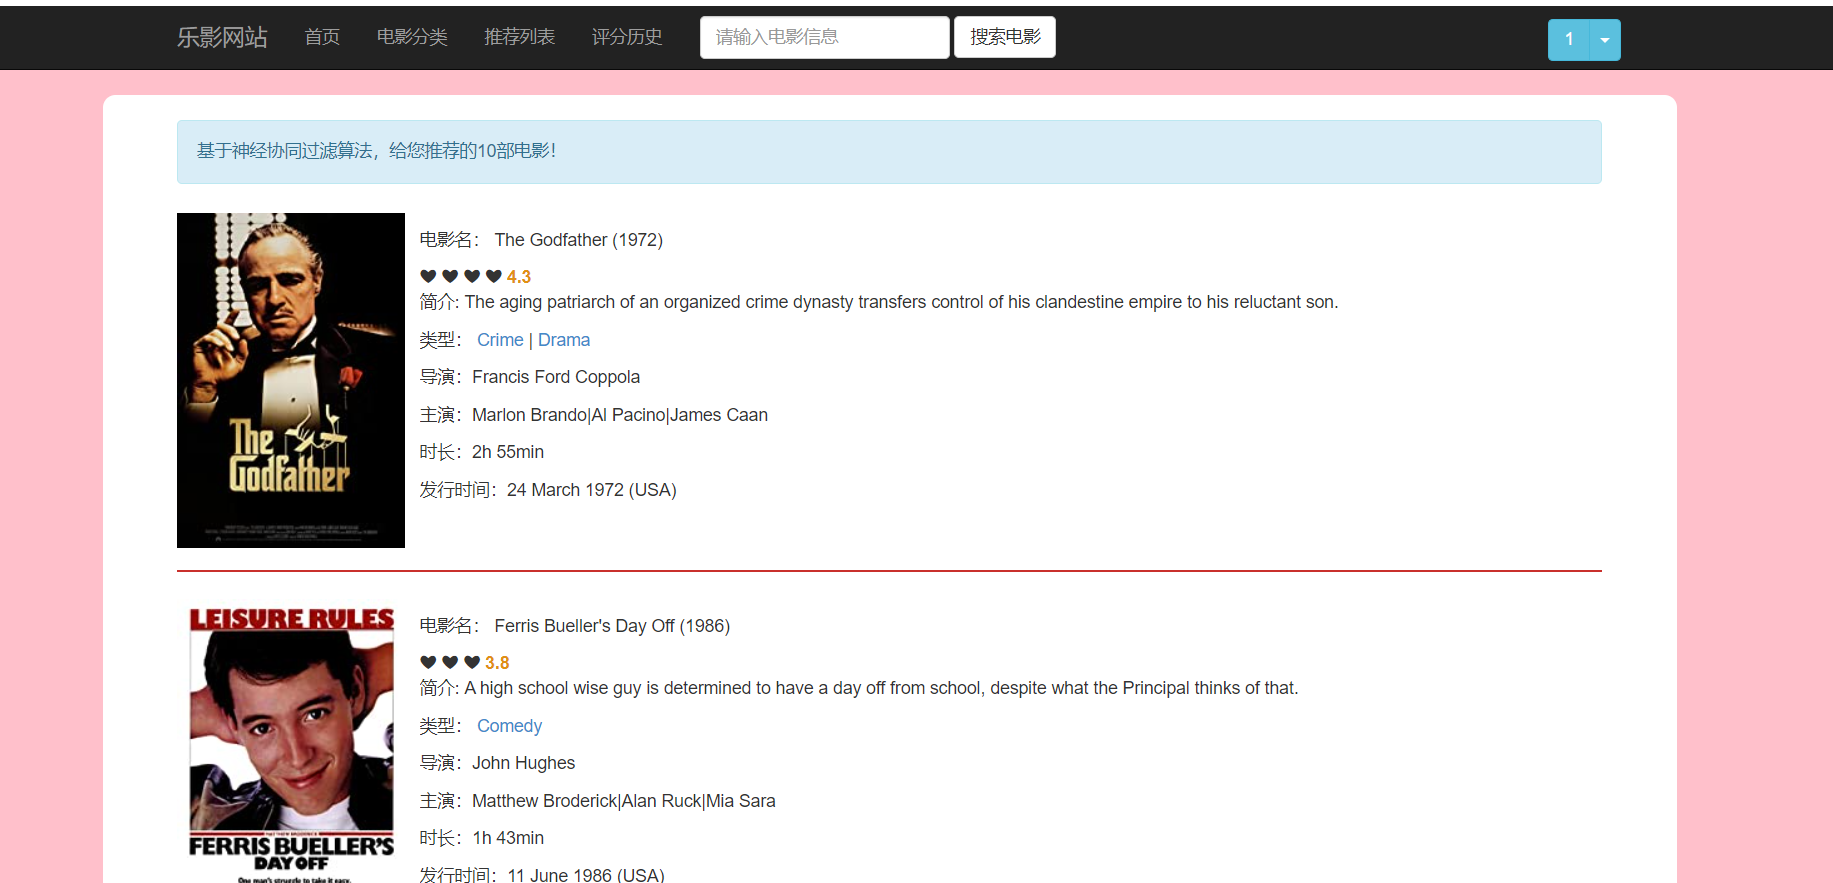 乐影网站 首页 电影分类 推荐列表 评分历史 请输入电影信息 搜索电影 1
基于神经协同过滤算法，给您推荐的10部电影！
The
Godfather
电影名： The Godfather (1972)
4.3
简介: The aging patriarch of an organized crime dynasty transfers control of his clandestine empire to his reluctant son.
类型： Crime | Drama
导演：Francis Ford Coppola
主演：Marlon Brando|Al Pacino|James Caan
时长：2h 55min
发行时间：24 March 1972 (USA)
LEISURE RULES
FERRIS BUELLER'S
DAY OFF
One man's struggle to take it easy.
电影名： Ferris Bueller's Day Off (1986)
3.8
简介: A high school wise guy is determined to have a day off from school, despite what the Principal thinks of that.
类型： Comedy
导演：John Hughes
主演：Matthew Broderick|Alan Ruck|Mia Sara
时长：1h 43min
发行时间：11 June 1986 (USA)